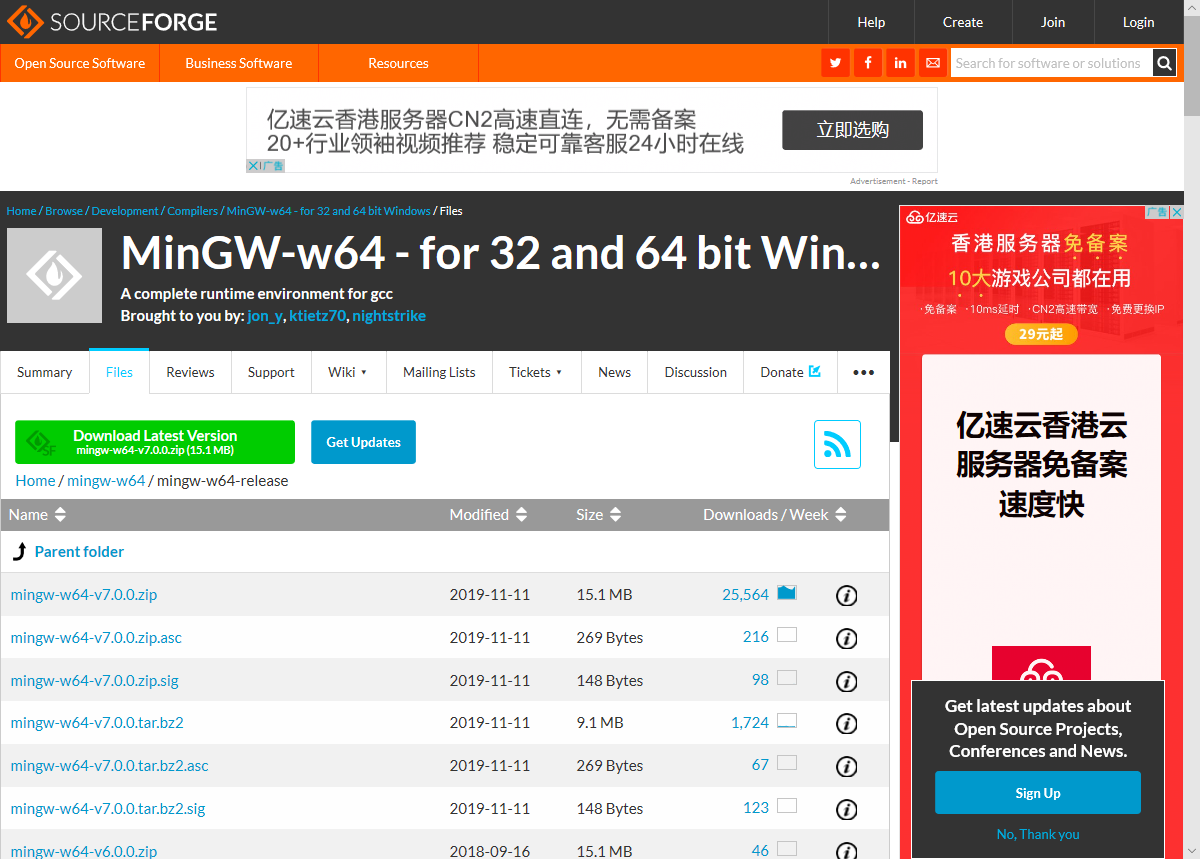 SOURCEFORGE
Help Create Join Login
Open Source Software Business Software Resources
Search for software or solutions
亿速云香港服务器CN2高速直连，无需备案
20+行业领袖视频推荐 稳定可靠客服24小时在线
立即选购
广告
Advertisement - Report
Home / Browse / Development / Compilers / MinGW-w64 - for 32 and 64 bit Windows / Files
MinGW-w64 - for 32 and 64 bit Win...
A complete runtime environment for gcc
Brought to you by: jon_y, ktietz70, nightstrike
Summary Files Reviews Support Wiki Mailing Lists Tickets News Discussion Donate
Download Latest Version
mingw-w64-v7.0.0.zip (15.1 MB)
Get Updates
Home / mingw-w64 / mingw-w64-release
Name Modified Size Downloads / Week
Parent folder
mingw-w64-v7.0.0.zip 2019-11-11 15.1 MB 25,564
mingw-w64-v7.0.0.zip.asc 2019-11-11 269 Bytes 216
mingw-w64-v7.0.0.zip.sig 2019-11-11 148 Bytes 98
mingw-w64-v7.0.0.tar.bz2 2019-11-11 9.1 MB 1,724
mingw-w64-v7.0.0.tar.bz2.asc 2019-11-11 269 Bytes 67
mingw-w64-v7.0.0.tar.bz2.sig 2019-11-11 148 Bytes 123
mingw-w64-v6.0.0.zip 2018-09-16 15.1 MB 46
亿速云
广告
香港服务器免备案
10大游戏公司都在用
·免备案 ·10ms延时 ·CN2高速带宽 ·免费更换IP
29元起
亿速云香港云
服务器免备案
速度快
Get latest updates about
Open Source Projects,
Conferences and News.
Sign Up
No, Thank you